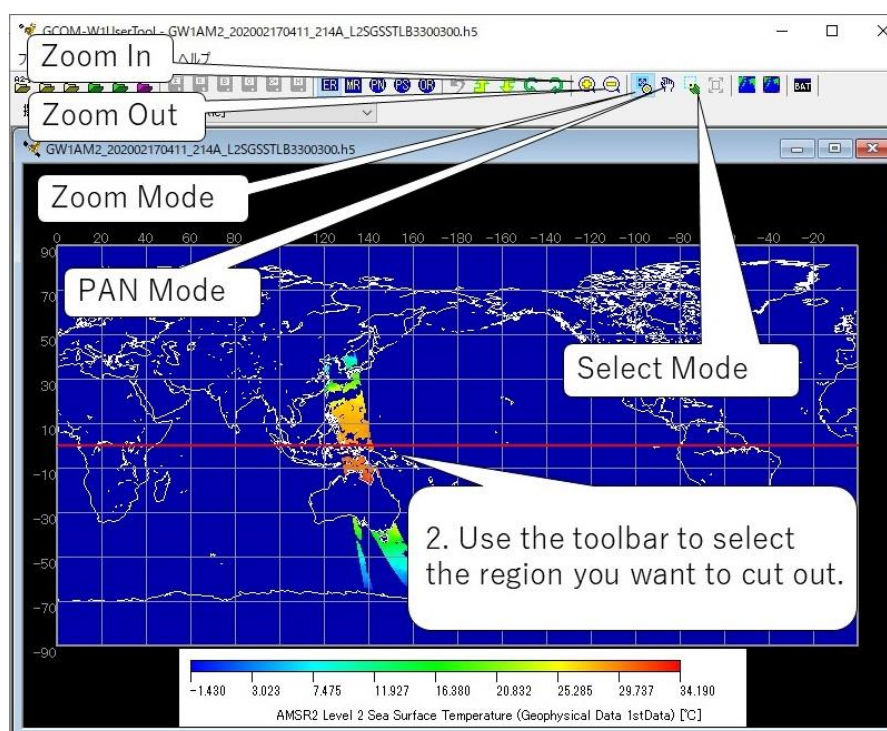 GCOM-W1UserTool - GW1AM2_202002170411_214A_L2SGSSTLB3300300.h5
Zoom In
ヘルプ
ER MR PN PS OR
BAT
Zoom Out
GW1AM2_202002170411_214A_L2SGSSTLB3300300.h5
Zoom Mode
0 20 40 60 80 120 140 160 -180 -160 -140 -120 -100 -80 -60 -40 -20
90
PAN Mode
70
50
Select Mode
30
10
-10
-30
2. Use the toolbar to select
the region you want to cut out.
-50
-70
-90
-1.430 3.023 7.475 11.927 16.380 20.832 25.285 29.737 34.190
AMSR2 Level 2 Sea Surface Temperature (Geophysical Data 1stData) [℃]